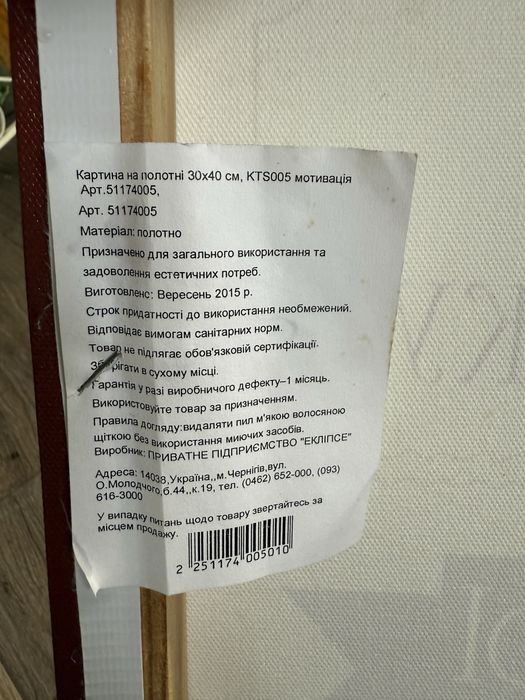 Картина на полотні 30х40 см, KTS005 мотивація
Арт.51174005,
Арт. 51174005
Матеріал: полотно
Призначено для загального використання та
задоволення естетичних потреб.
Виготовлено: Вересень 2015 р.
Строк придатності до використання необмежений.
Відповідає вимогам санітарних норм.
Товар не підлягає обов'язковій сертифікації.
Зберігати в сухому місці.
Гарантія у разі виробничого дефекту–1 місяць.
Використовуйте товар за призначенням.
Правила догляду:видаляти пил м'якою волосяною
щіткою без використання миючих засобів.
Виробник: ПРИВАТНЕ ПІДПРИЄМСТВО "ЕКЛІПСЕ"
Адреса: 14038,Україна,,м.Чернігів,вул.
О.Молодчого,б.44,,к.19, тел. (0462) 652-000, (093)
616-3000
У випадку питань щодо товару звертайтесь за
місцем продажу.
2 251174 005010